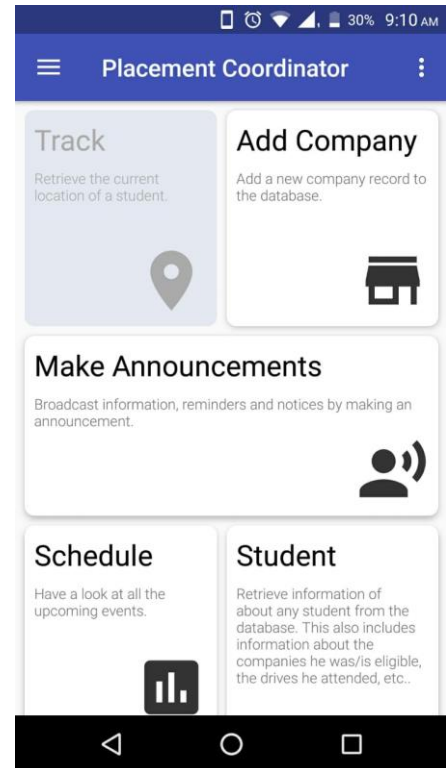 30% 9:10 AM
Placement Coordinator
Track
Retrieve the current
location of a student.
Add Company
Add a new company record to
the database.
Make Announcements
Broadcast information, reminders and notices by making an
announcement.
Schedule
Have a look at all the
upcoming events.
Student
Retrieve information of
about any student from the
database. This also includes
information about the
companies he was/is eligible,
the drives he attended, etc..